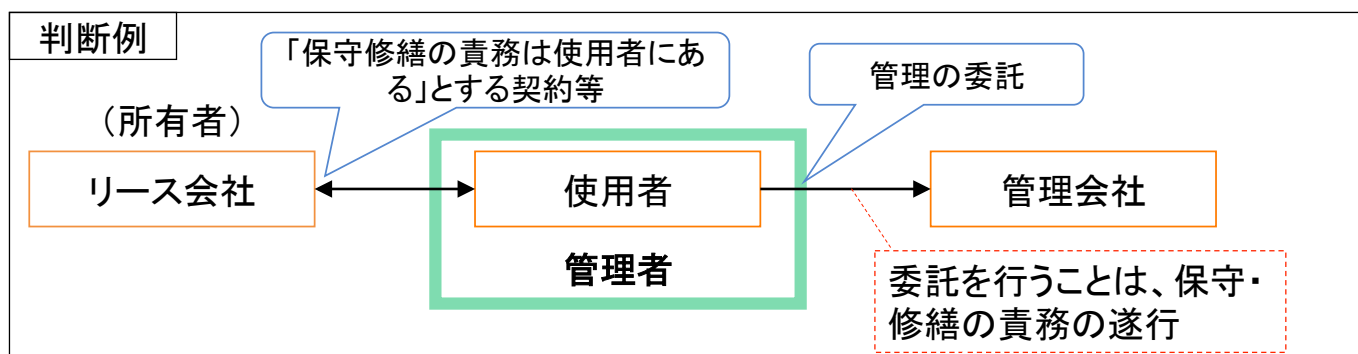 判断例
「保守修繕の責務は使用者にあ
る」とする契約等
管理の委託
（所有者）
リース会社
使用者
管理会社
管理者
委託を行うことは、保守・
修繕の責務の遂行